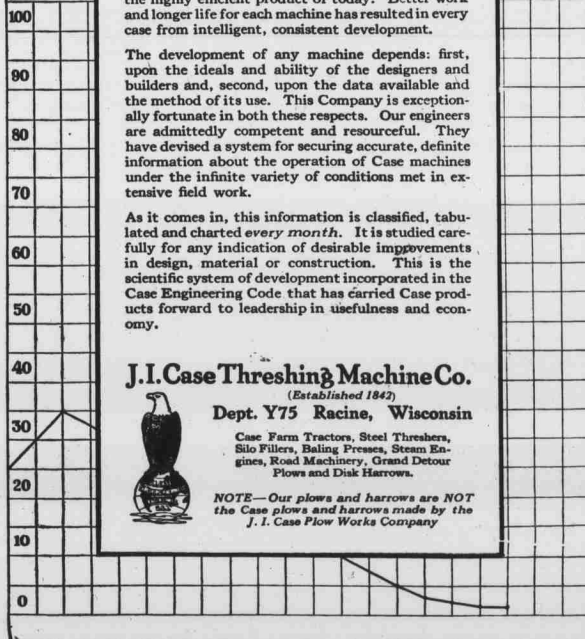 the highly efficient product of today. Better work
and longer life for each machine has resulted in every
case from intelligent, consistent development.
The development of any machine depends: first,
upon the ideals and ability of the designers and
builders and, second, upon the data available and
the method of its use. This Company is exception-
ally fortunate in both these respects. Our engineers
are admittedly competent and resourceful. They
have devised a system for securing accurate, definite
information about the operation of Case machines
under the infinite variety of conditions met in ex-
tensive field work.
As it comes in, this information is classified, tabu-
lated and charted every month. It is studied care-
fully for any indication of desirable improvements
in design, material or construction. This is the
scientific system of development incorporated in the
Case Engineering Code that has carried Case prod-
ucts forward to leadership in usefulness and econ-
omy.
J.I.Case Threshing Machine Co.
(Established 1842)
Dept. Y75 Racine, Wisconsin
Case Farm Tractors, Steel Threshers,
Silo Fillers, Baling Presses, Steam En-
gines, Road Machinery, Grand Detour
Plows and Disk Harrows.
NOTE—Our plows and harrows are NOT
the Case plows and harrows made by the
J. I. Case Plow Works Company
100
90
80
70
60
50
40
30
20
10
0